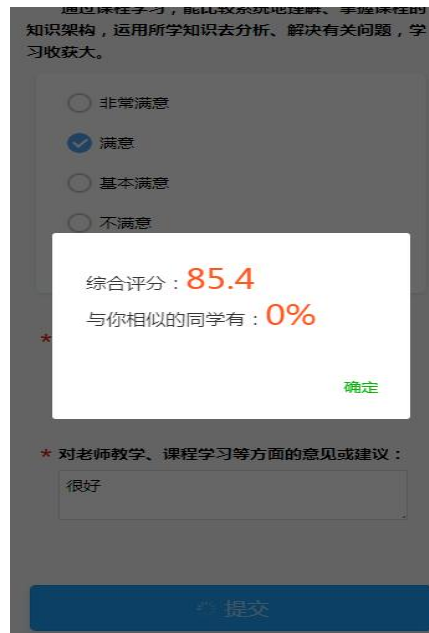 通过课程学习，能比较系统地理解、掌握课程的
知识架构，运用所学知识去分析、解决有关问题，学
习收获大。
非常满意
满意
基本满意
不满意
综合评分：85.4
与你相似的同学有：0%
*
确定
* 对老师教学、课程学习等方面的意见或建议：
很好
提交